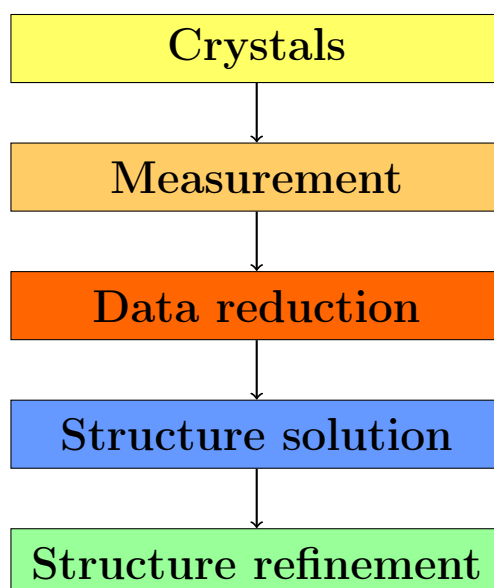 Crystals
Measurement
Data reduction
Structure solution
Structure refinement